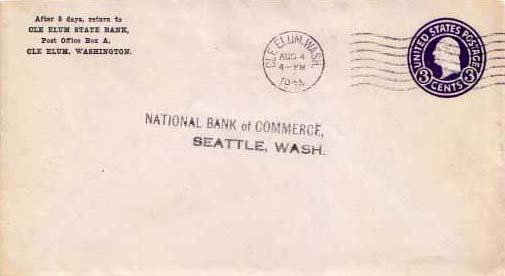 After 5 days, return to
CLE ELUM STATE BANK,
Post Office Box A,
CLE ELUM, WASHINGTON.
CLE ELUM, WASH.
AUG 4
4-PM
UNITED STATES POSTAGE
3 CENTS 3
NATIONAL BANK of COMMERCE,
SEATTLE, WASH.